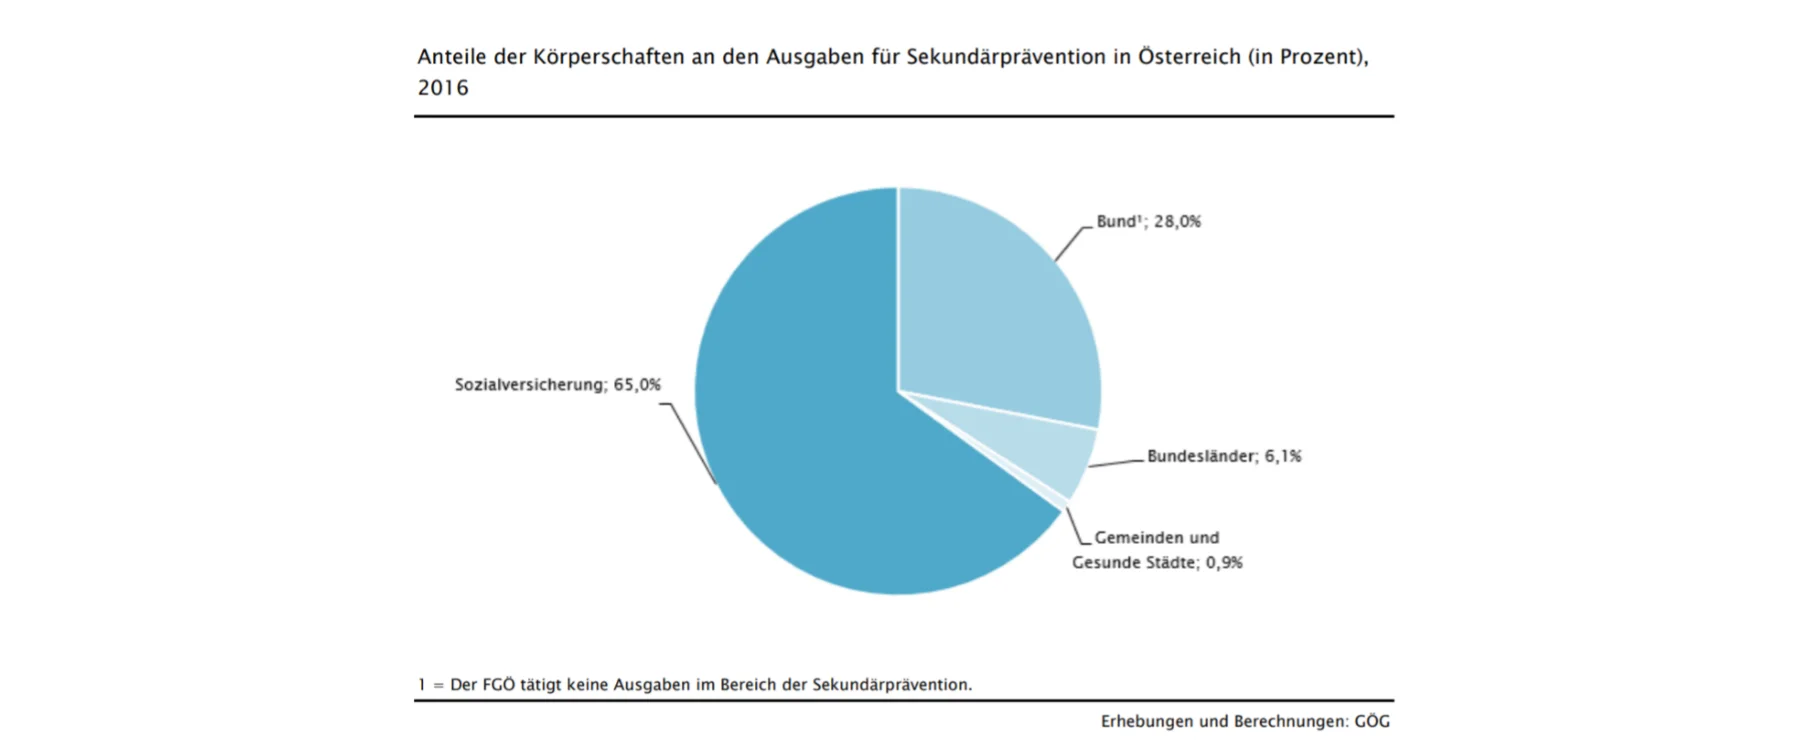 Anteile der Körperschaften an den Ausgaben für Sekundärprävention in Österreich (in Prozent),
2016
Bund¹; 28,0%
Sozialversicherung; 65,0%
Bundesländer; 6,1%
Gemeinden und
Gesunde Städte; 0,9%
1 = Der FGÖ tätigt keine Ausgaben im Bereich der Sekundärprävention.
Erhebungen und Berechnungen: GÖG